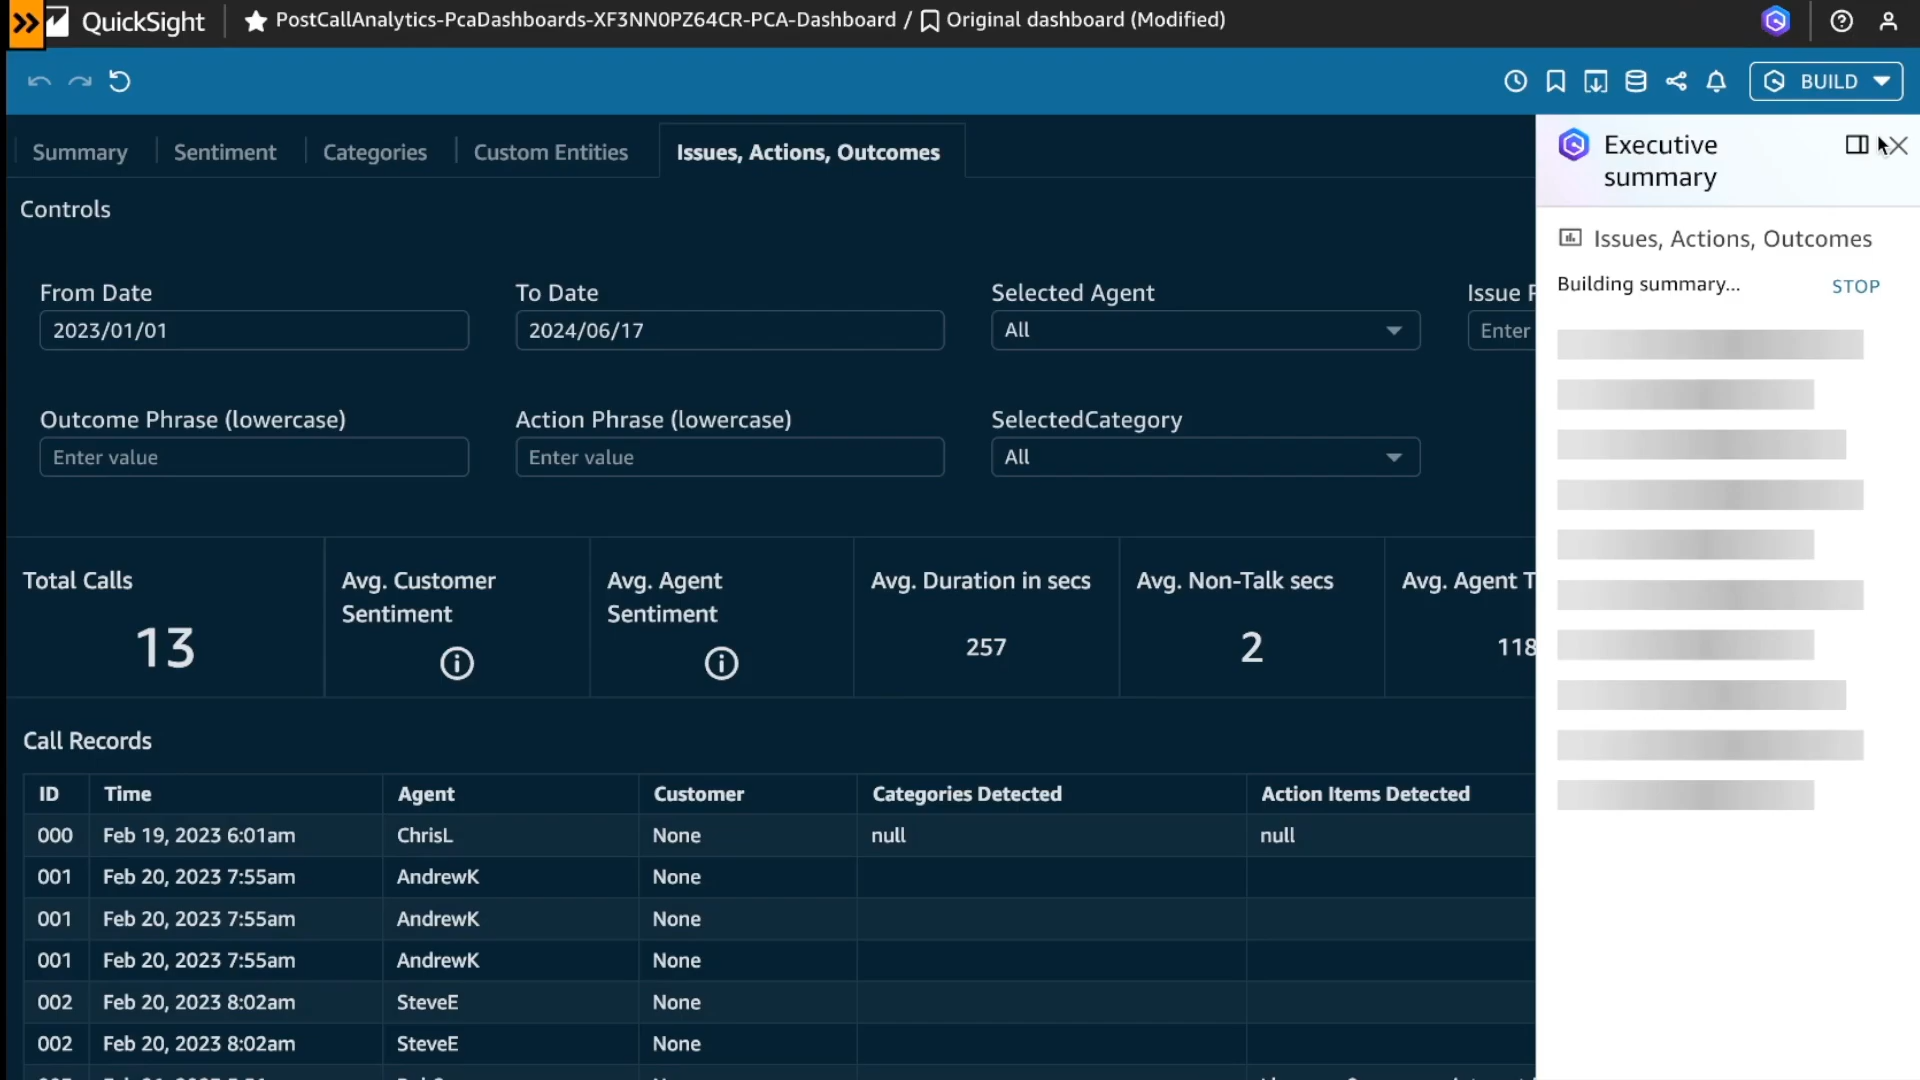 QuickSight
PostCallAnalytics-PcaDashboards-XF3NN0PZ64CR-PCA-Dashboard / Original dashboard (Modified)
BUILD
Summary
Sentiment
Categories
Custom Entities
Issues, Actions, Outcomes
Executive
summary
Issues, Actions, Outcomes
Building summary...
STOP
Controls
From Date
To Date
Selected Agent
Issue
2023/01/01
2024/06/17
All
Enter
Outcome Phrase (lowercase)
Action Phrase (lowercase)
SelectedCategory
Enter value
Enter value
All
Total Calls
13
Avg. Customer
Sentiment
Avg. Agent
Sentiment
Avg. Duration in secs
257
Avg. Non-Talk secs
2
Avg. Agent T
118
Call Records
ID Time Agent Customer Categories Detected Action Items Detected
000 Feb 19, 2023 6:01am ChrisL None null null
001 Feb 20, 2023 7:55am AndrewK None
001 Feb 20, 2023 7:55am AndrewK None
001 Feb 20, 2023 7:55am AndrewK None
002 Feb 20, 2023 8:02am SteveE None
002 Feb 20, 2023 8:02am SteveE None